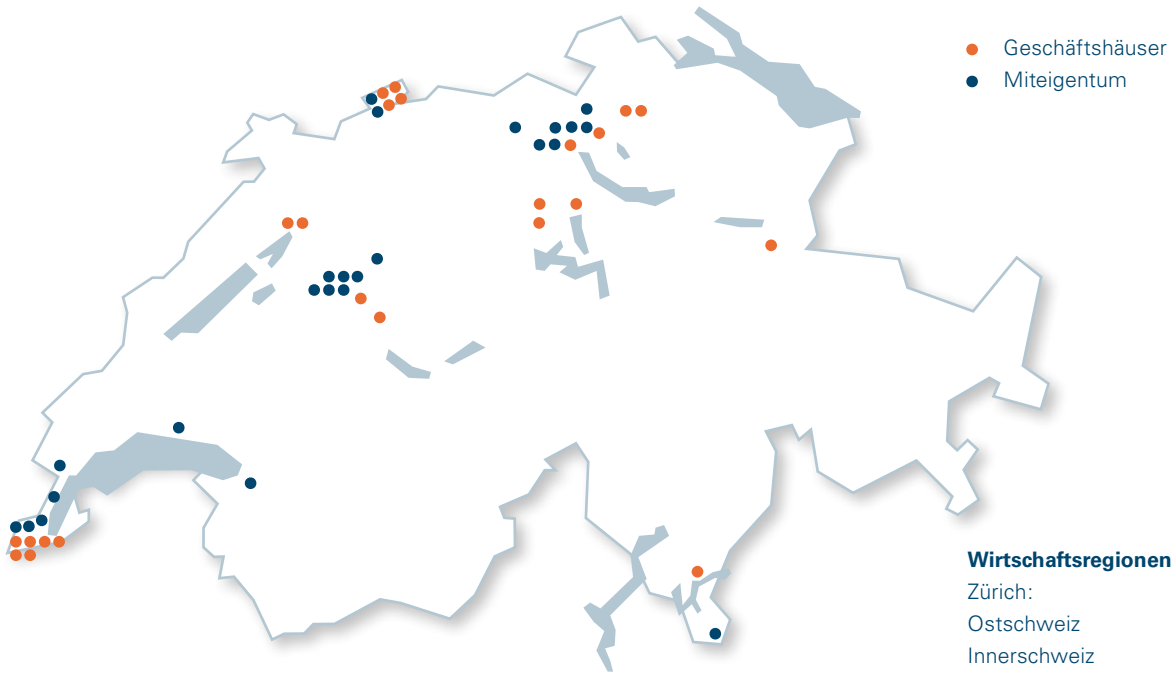 Geschäftshäuser
Miteigentum
Wirtschaftsregionen
Zürich:
Ostschweiz
Innerschweiz